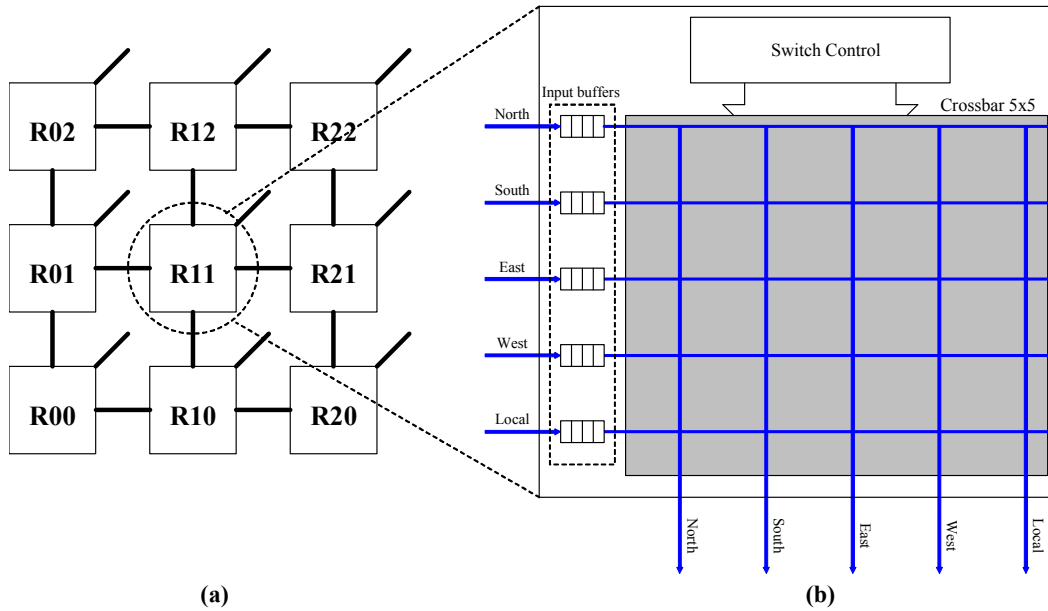 R02
R12
R22
R01
R11
R21
R00
R10
R20
(a)
Switch Control
Input buffers
Crossbar 5x5
North
South
East
West
Local
North
South
East
West
Local
(b)